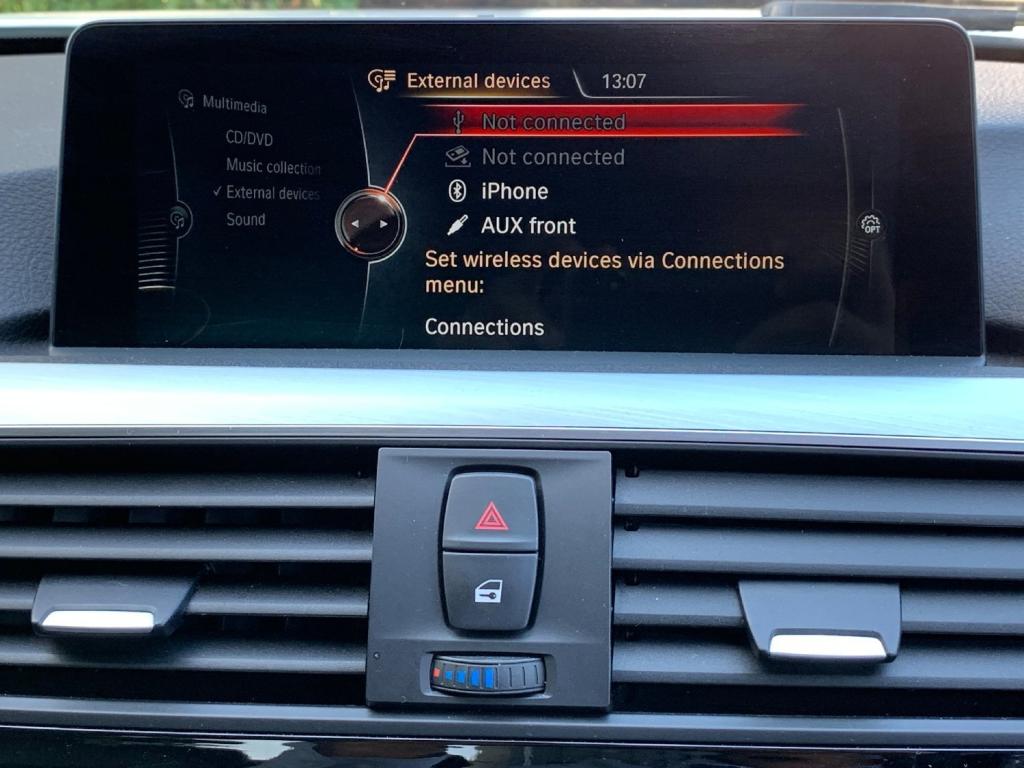 External devices 13:07
Multimedia
CD/DVD
Music collection
✓ External devices
Sound
Not connected
Not connected
iPhone
AUX front
Set wireless devices via Connections
menu:
Connections
OPT